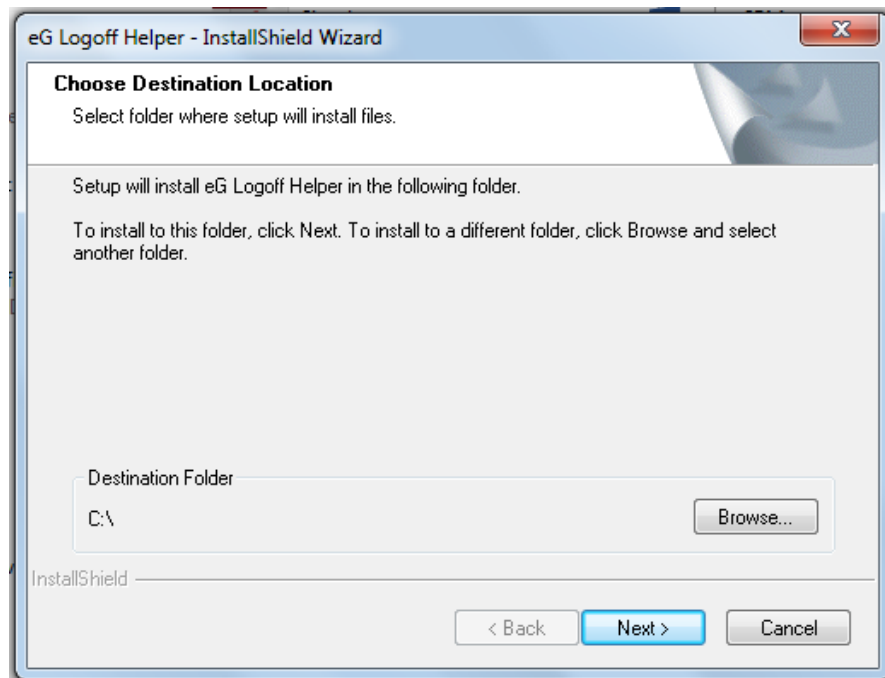 eG Logoff Helper - InstallShield Wizard
Choose Destination Location
Select folder where setup will install files.
Setup will install eG Logoff Helper in the following folder.
To install to this folder, click Next. To install to a different folder, click Browse and select
another folder.
Destination Folder
C:\
Browse...
InstallShield
< Back
Next >
Cancel